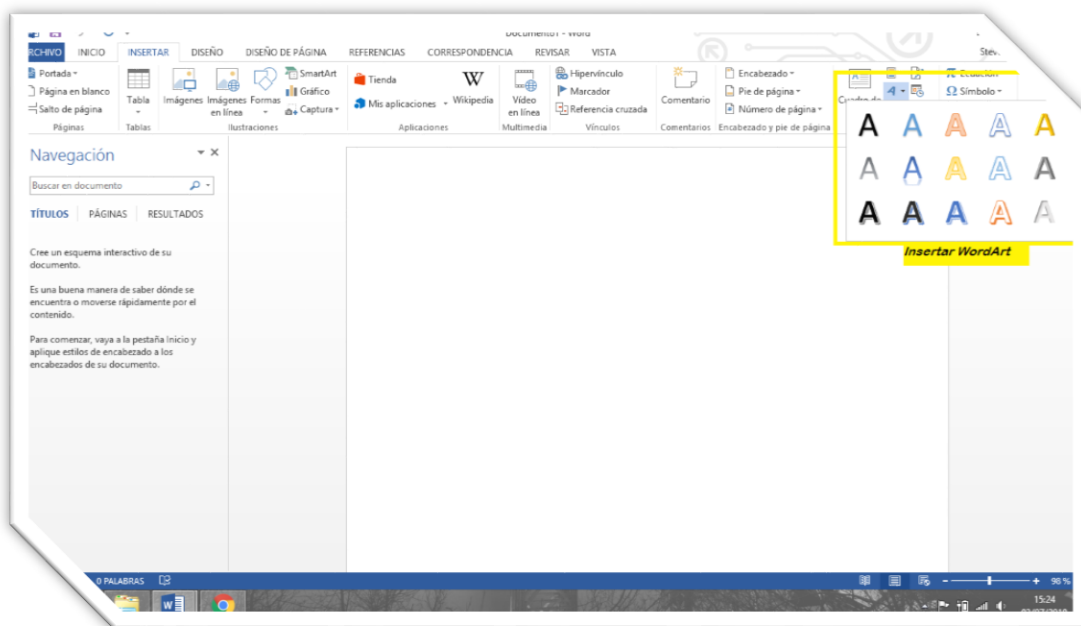 Documento1 - Word
RCHIVO INICIO INSERTAR DISEÑO DISEÑO DE PÁGINA REFERENCIAS CORRESPONDENCIA REVISAR VISTA
Portada
Página en blanco
Salto de página
Páginas
Tabla
Tablas
Imágenes
Imágenes en línea
Formas
SmartArt
Gráfico
Captura
Ilustraciones
Tienda
Mis aplicaciones
W
Wikipedia
Aplicaciones
Vídeo en línea
Multimedia
Hipervínculo
Marcador
Referencia cruzada
Vínculos
Comentario
Comentarios
Encabezado
Pie de página
Número de página
Encabezado y pie de página
Cuadro de
Ecuación
Ω Símbolo
A A A A A
A A A A A
A A A A A
Insertar WordArt
Navegación
Buscar en documento
TÍTULOS PÁGINAS RESULTADOS
Cree un esquema interactivo de su
documento.
Es una buena manera de saber dónde se
encuentra o moverse rápidamente por el
contenido.
Para comenzar, vaya a la pestaña Inicio y
aplique estilos de encabezado a los
encabezados de su documento.
0 PALABRAS
98 %
15:24